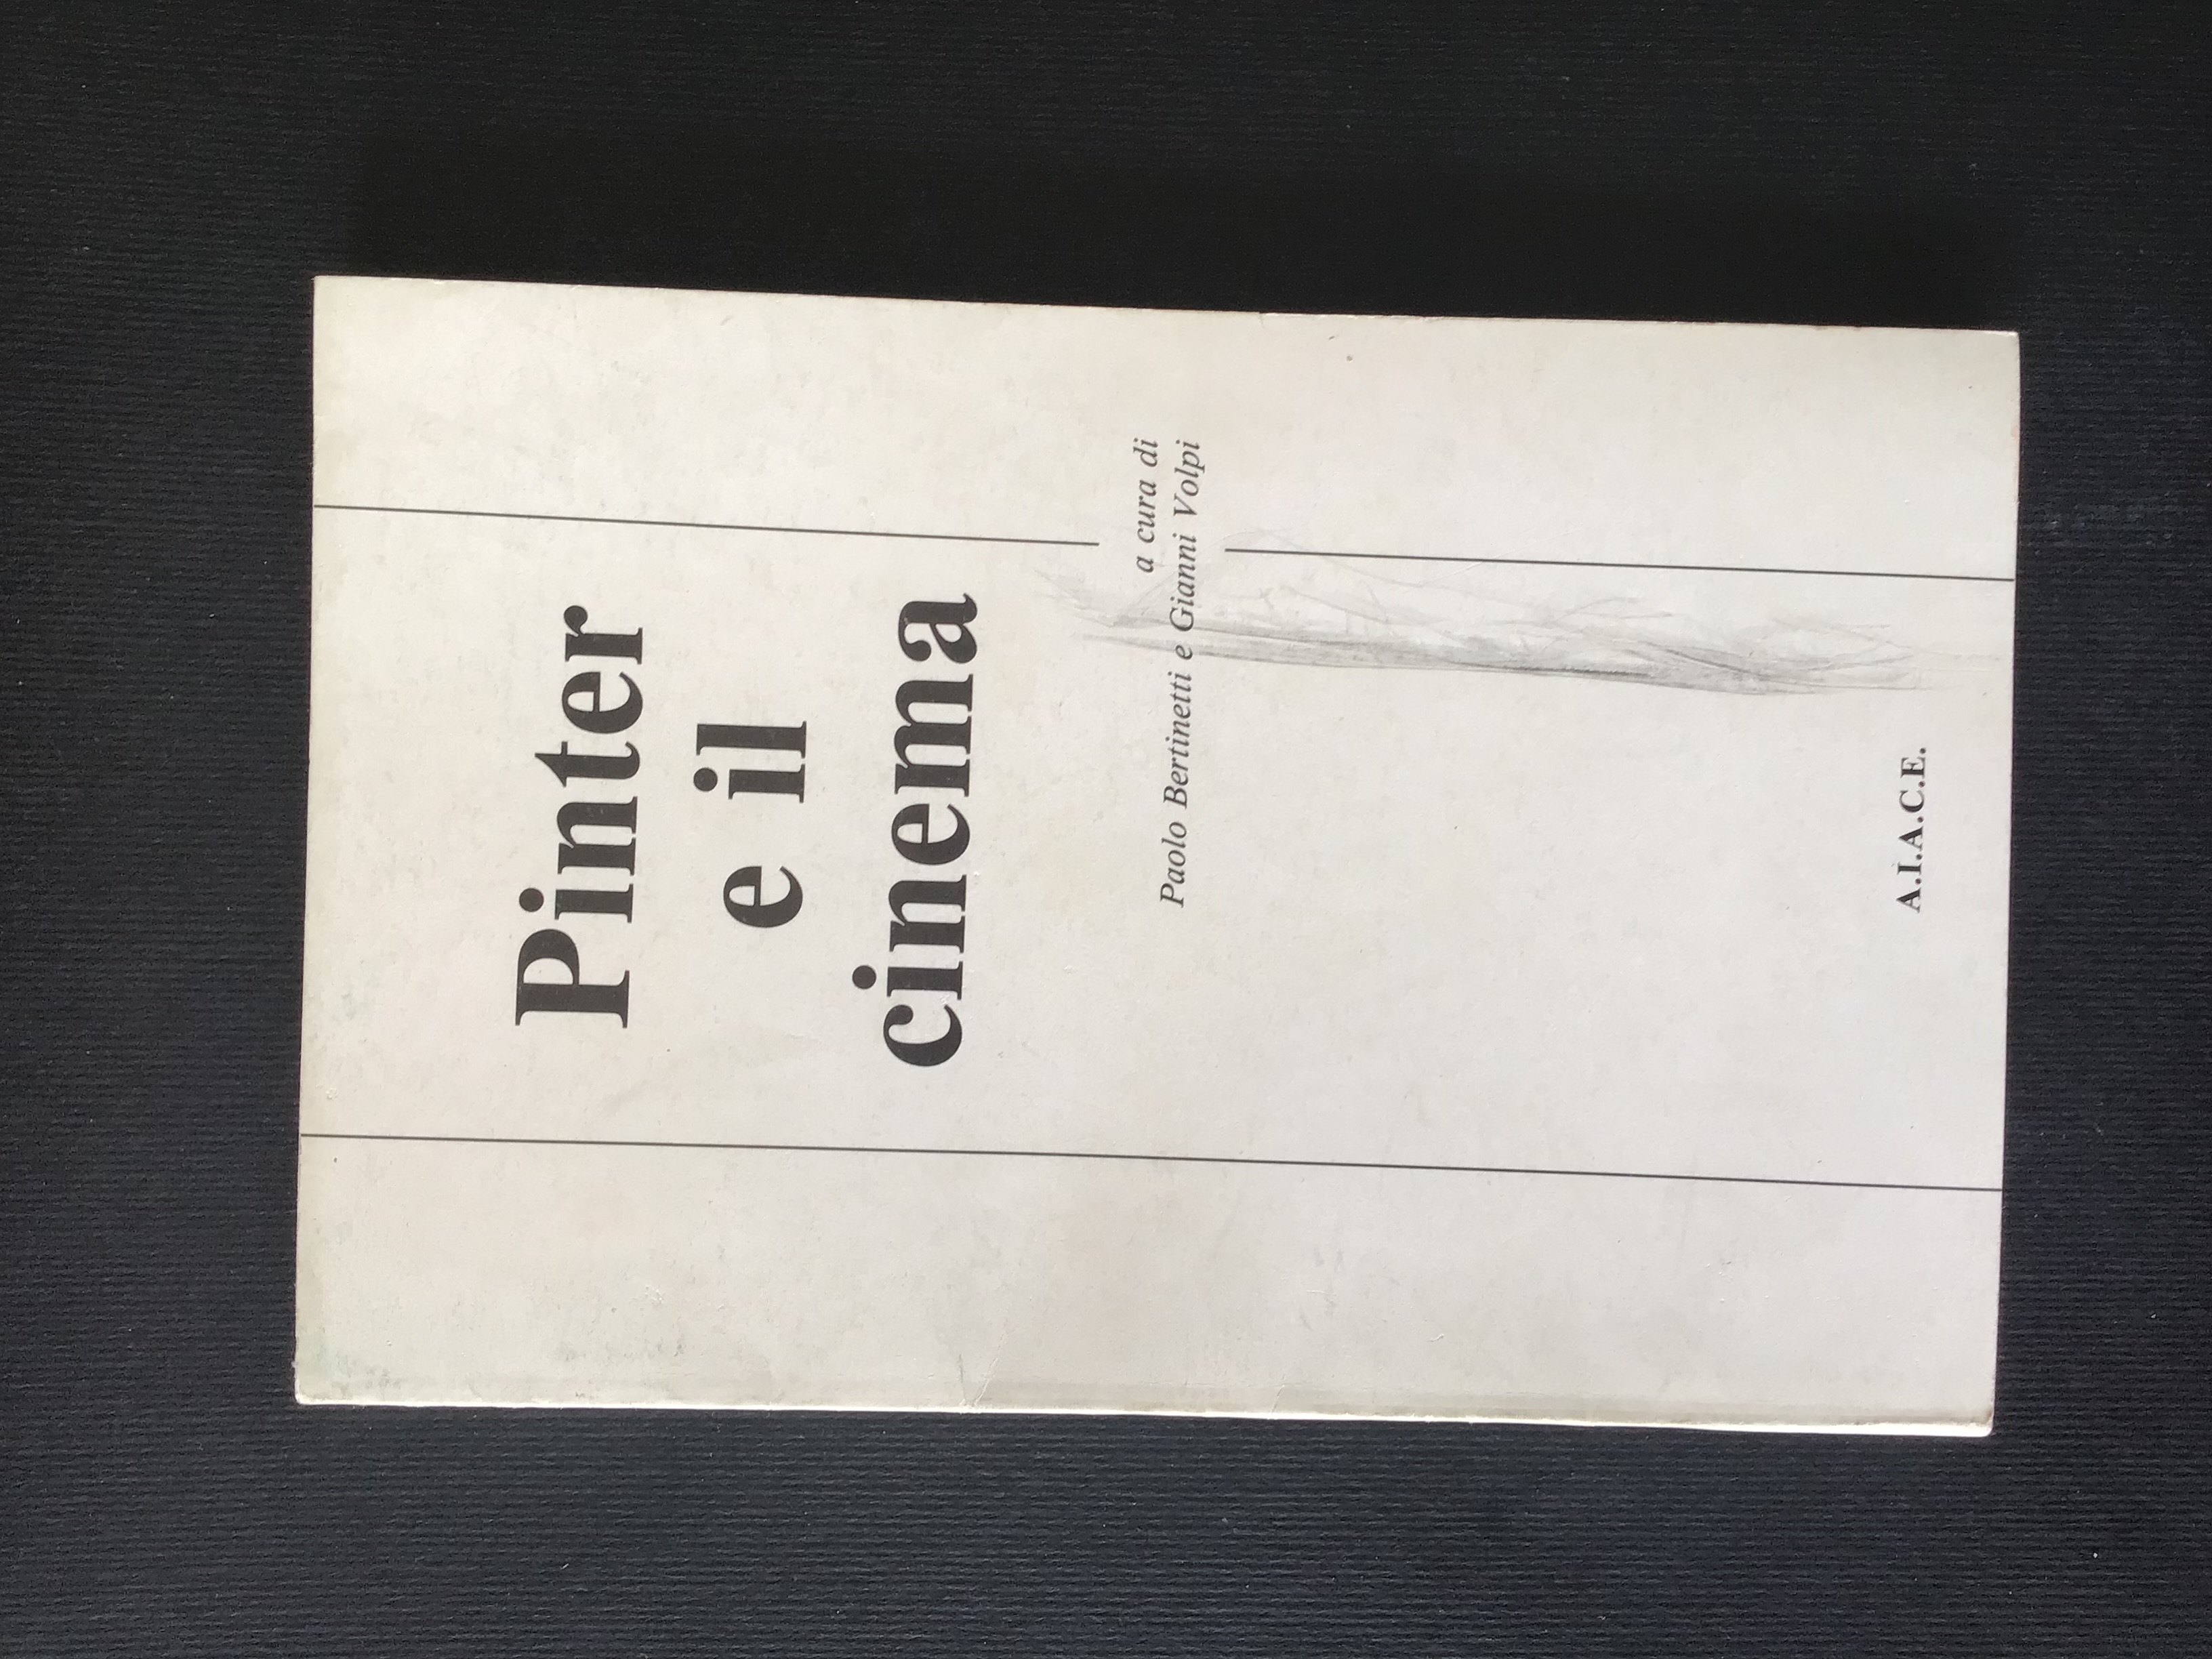 Pinter
e il
cinema
a cura di
Paolo Bertinetti e Gianni Volpi
A.I.A.C.E.